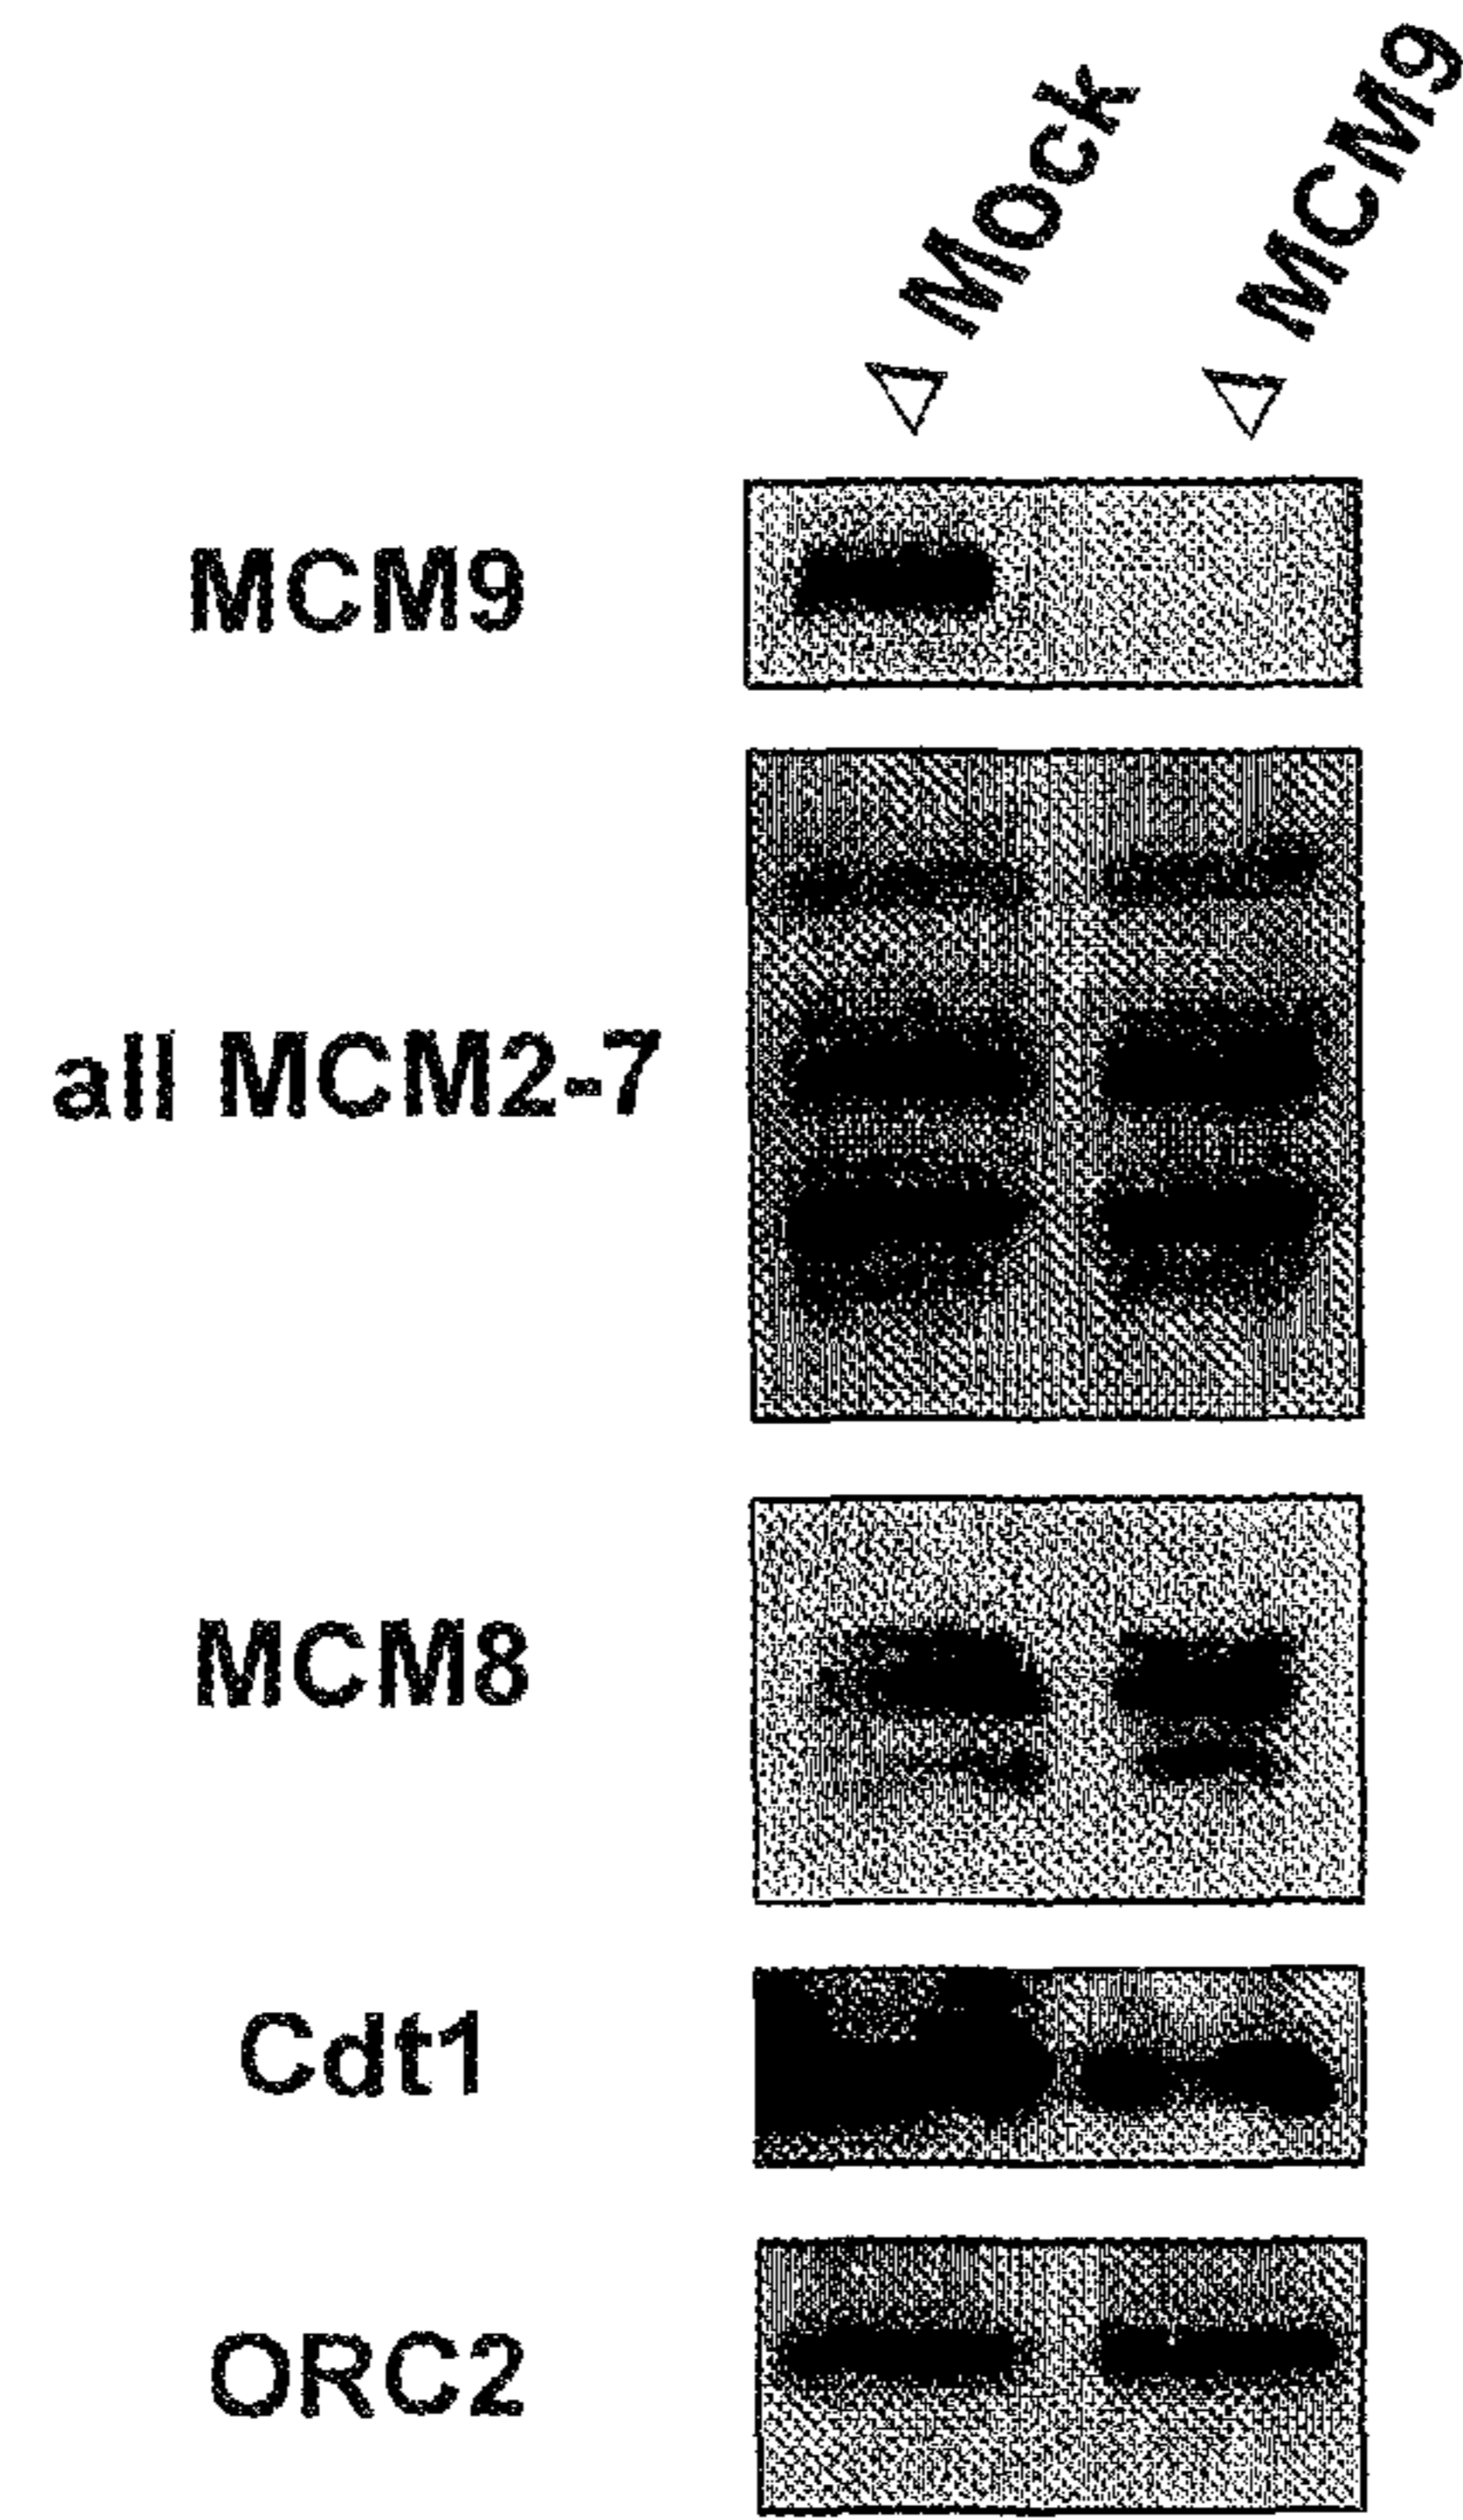 Δ Mock
Δ MCM9
MCM9
all MCM2-7
MCM8
Cdt1
ORC2